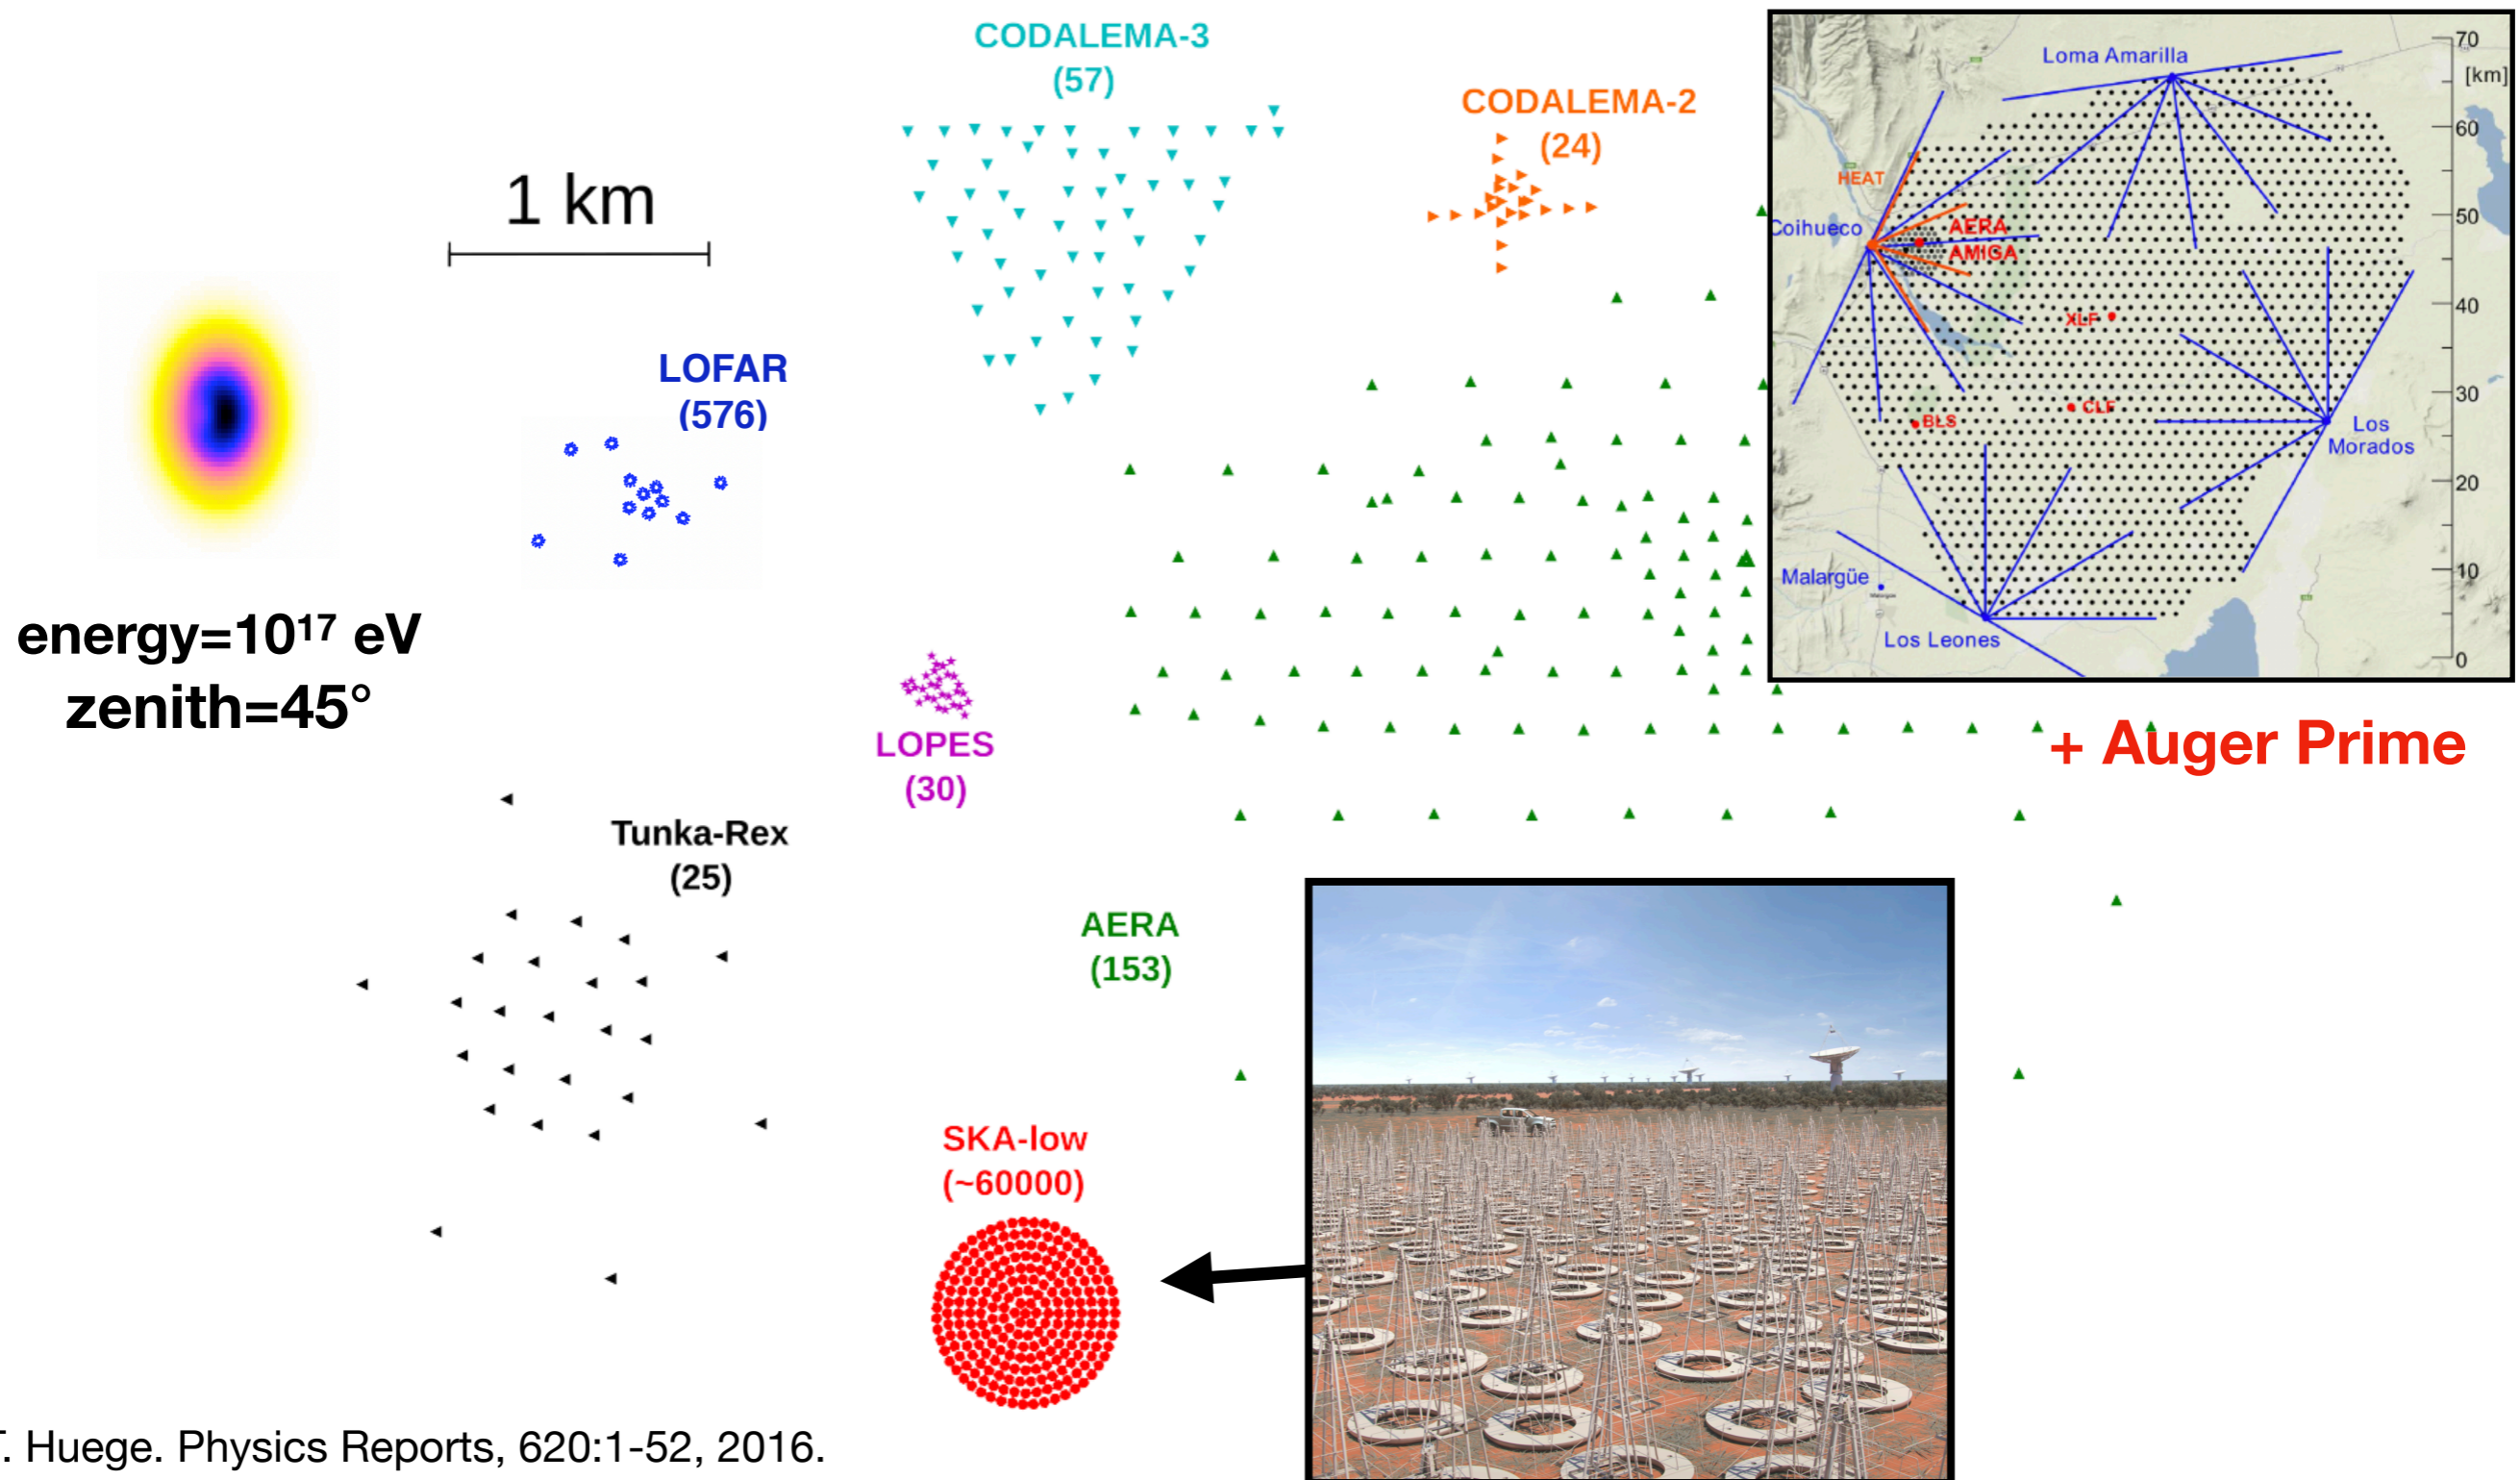 CODALEMA-3
(57)
CODALEMA-2
(24)
1 km
LOFAR
(576)
energy=10¹⁷ eV
zenith=45°
LOPES
(30)
Tunka-Rex
(25)
AERA
(153)
SKA-low
(~60000)
Loma Amarilla
70
[km]
60
HEAT
50
Coihueco
AERA
AMIGA
40
XLF
30
CLF
BLS
Los
Morados
20
Malargüe
10
Los Leones
0
+ Auger Prime
T. Huege. Physics Reports, 620:1-52, 2016.